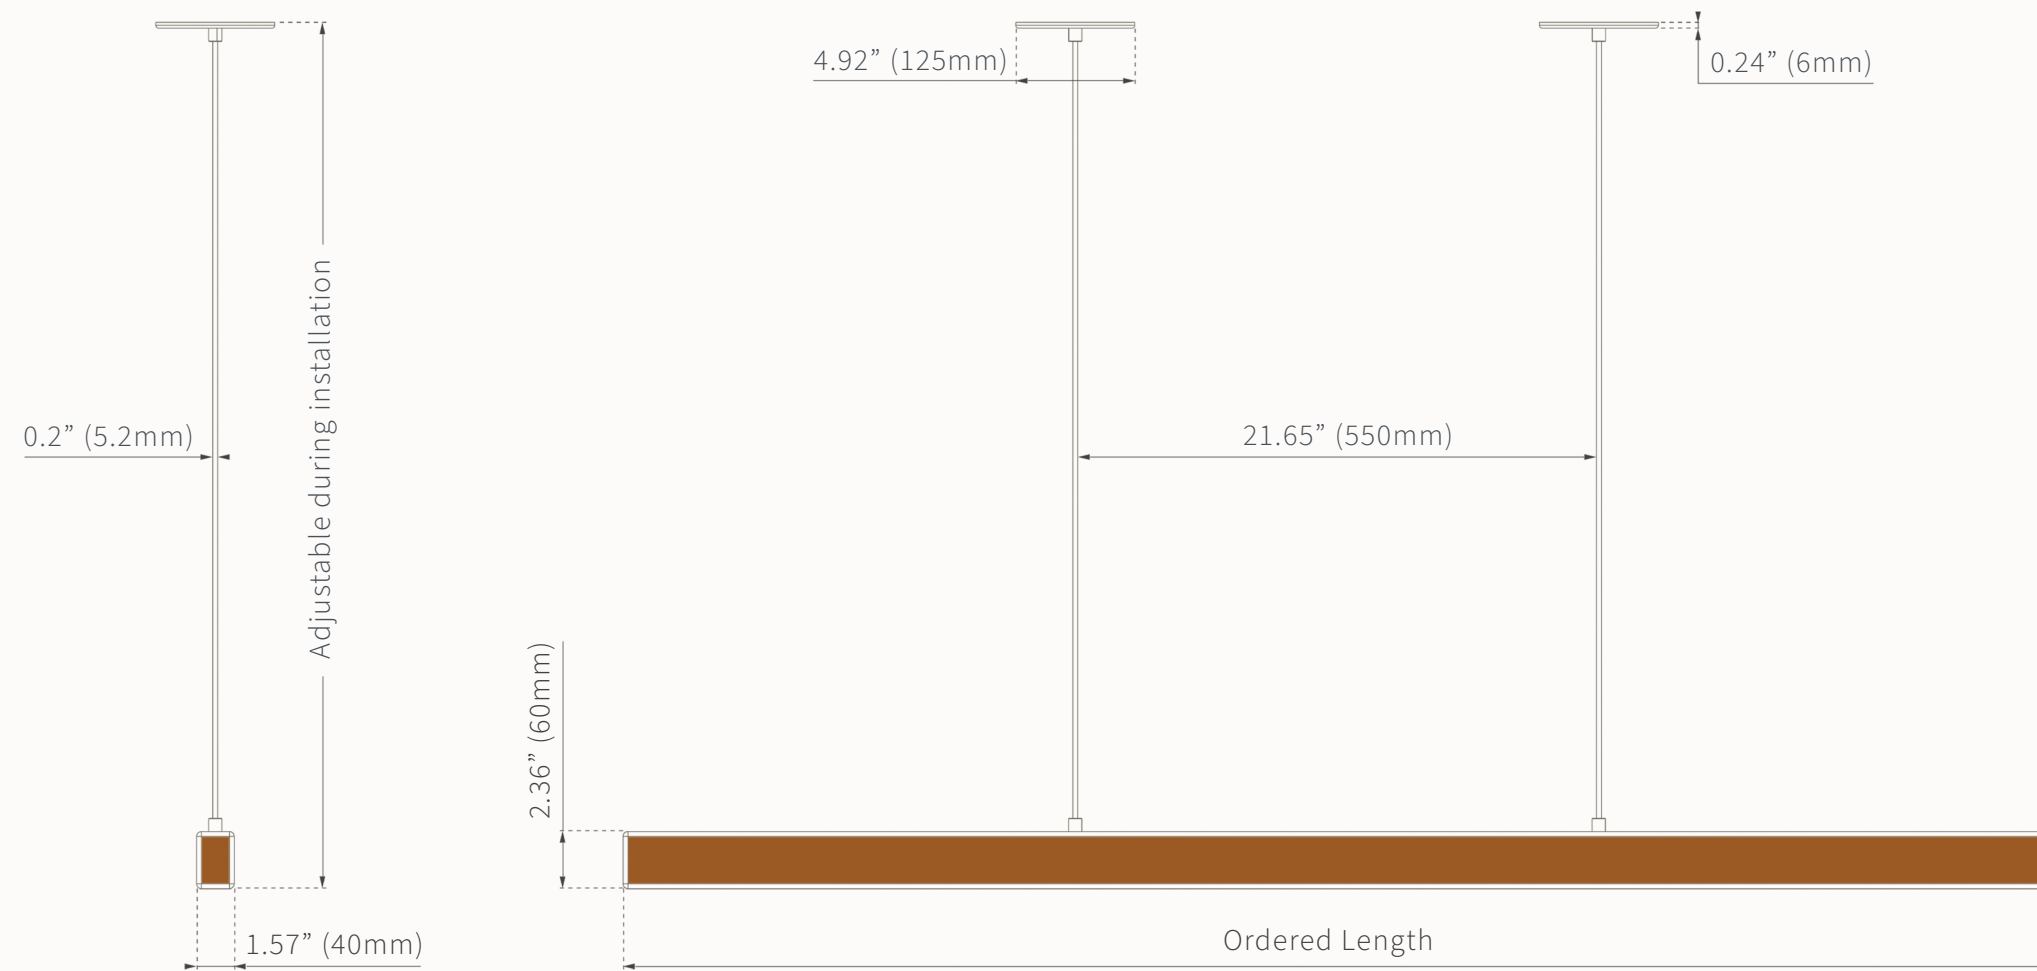 4.92” (125mm)
0.24” (6mm)
Adjustable during installation
0.2” (5.2mm)
21.65” (550mm)
2.36” (60mm)
1.57” (40mm)
Ordered Length